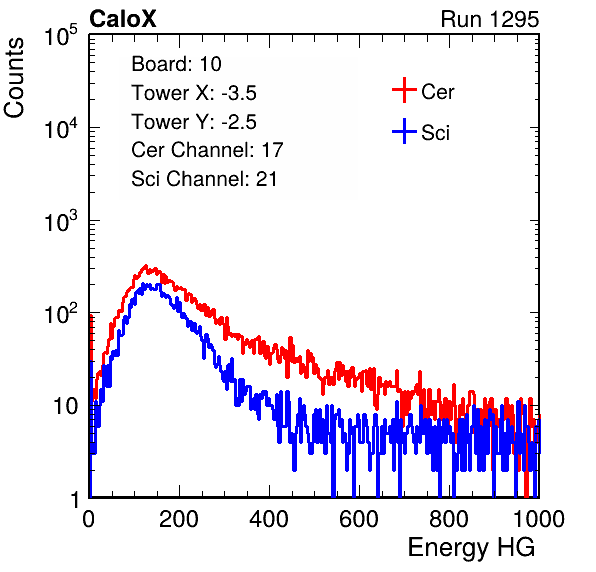 CaloX Run 1295
Counts
Board: 10
Tower X: -3.5
Tower Y: -2.5
Cer Channel: 17
Sci Channel: 21
Cer
Sci
10^5
10^4
10^3
10^2
10
1
0 200 400 600 800 1000
Energy HG